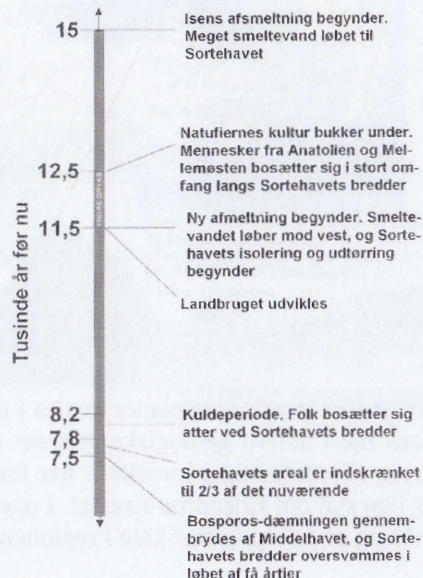 15
Isens afsmeltning begynder.
Meget smeltevand løbet til
Sortehavet
12,5
Natufiernes kultur bukker under.
Mennesker fra Anatolien og Mel-
lemøsten bosætter sig i stort om-
fang langs Sortehavets bredder
YNGRE DRYAS
11,5
Ny afmeltning begynder. Smelte-
vandet løber mod vest, og Sorte-
havets isolering og udtørring
begynder
Landbruget udvikles
Tusinde år før nu
8,2
Kuldeperiode. Folk bosætter sig
atter ved Sortehavets bredder
7,8
Sortehavets areal er indskrænket
til 2/3 af det nuværende
7,5
Bosporos-dæmningen gennem-
brydes af Middelhavet, og Sorte-
havets bredder oversvømmes i
løbet af få årtier